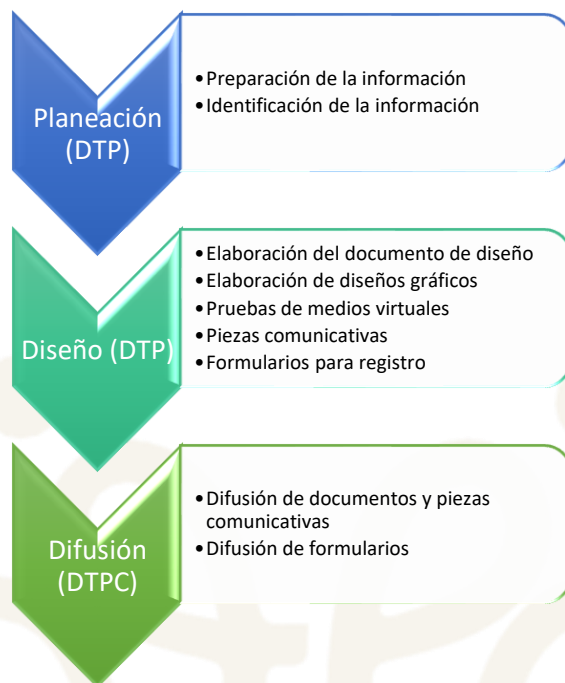 Planeación
(DTP)
•Preparación de la información
•Identificación de la información
Diseño (DTP)
•Elaboración del documento de diseño
•Elaboración de diseños gráficos
•Pruebas de medios virtuales
•Piezas comunicativas
•Formularios para registro
Difusión
(DTPC)
•Difusión de documentos y piezas
comunicativas
•Difusión de formularios